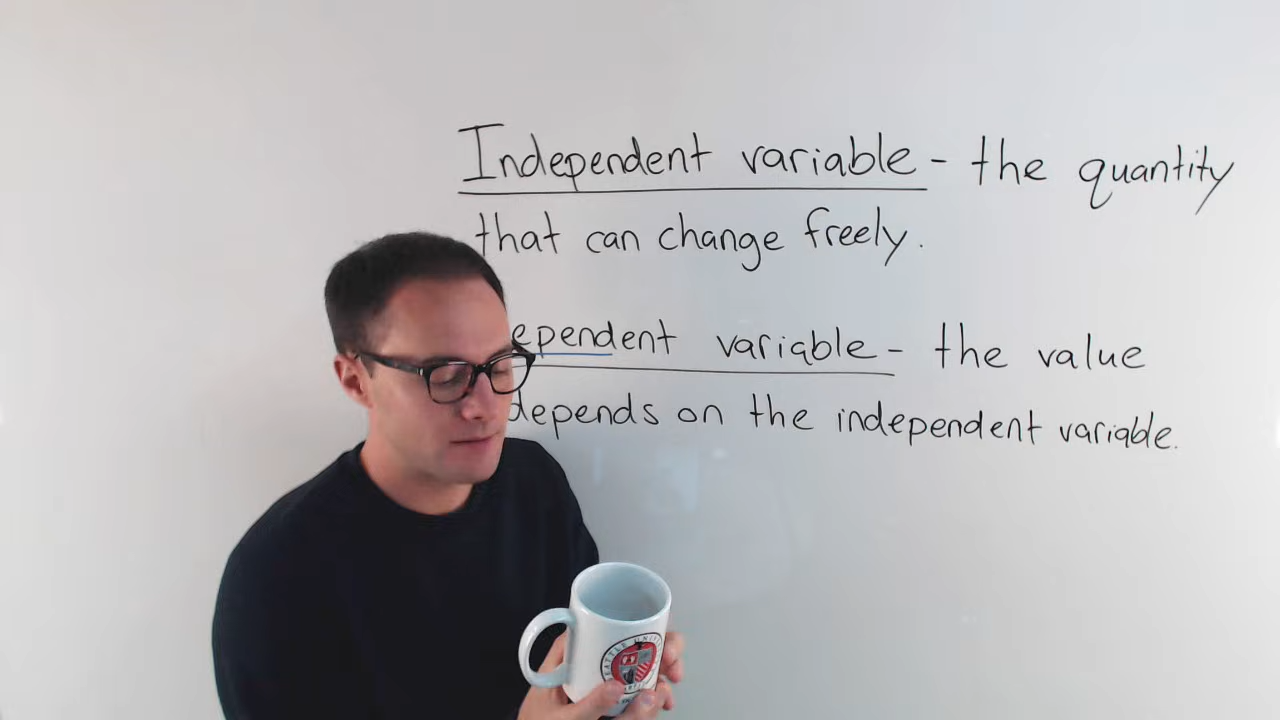 Independent variable - the quantity
that can change freely.
ependent variable - the value
depends on the independent variable.